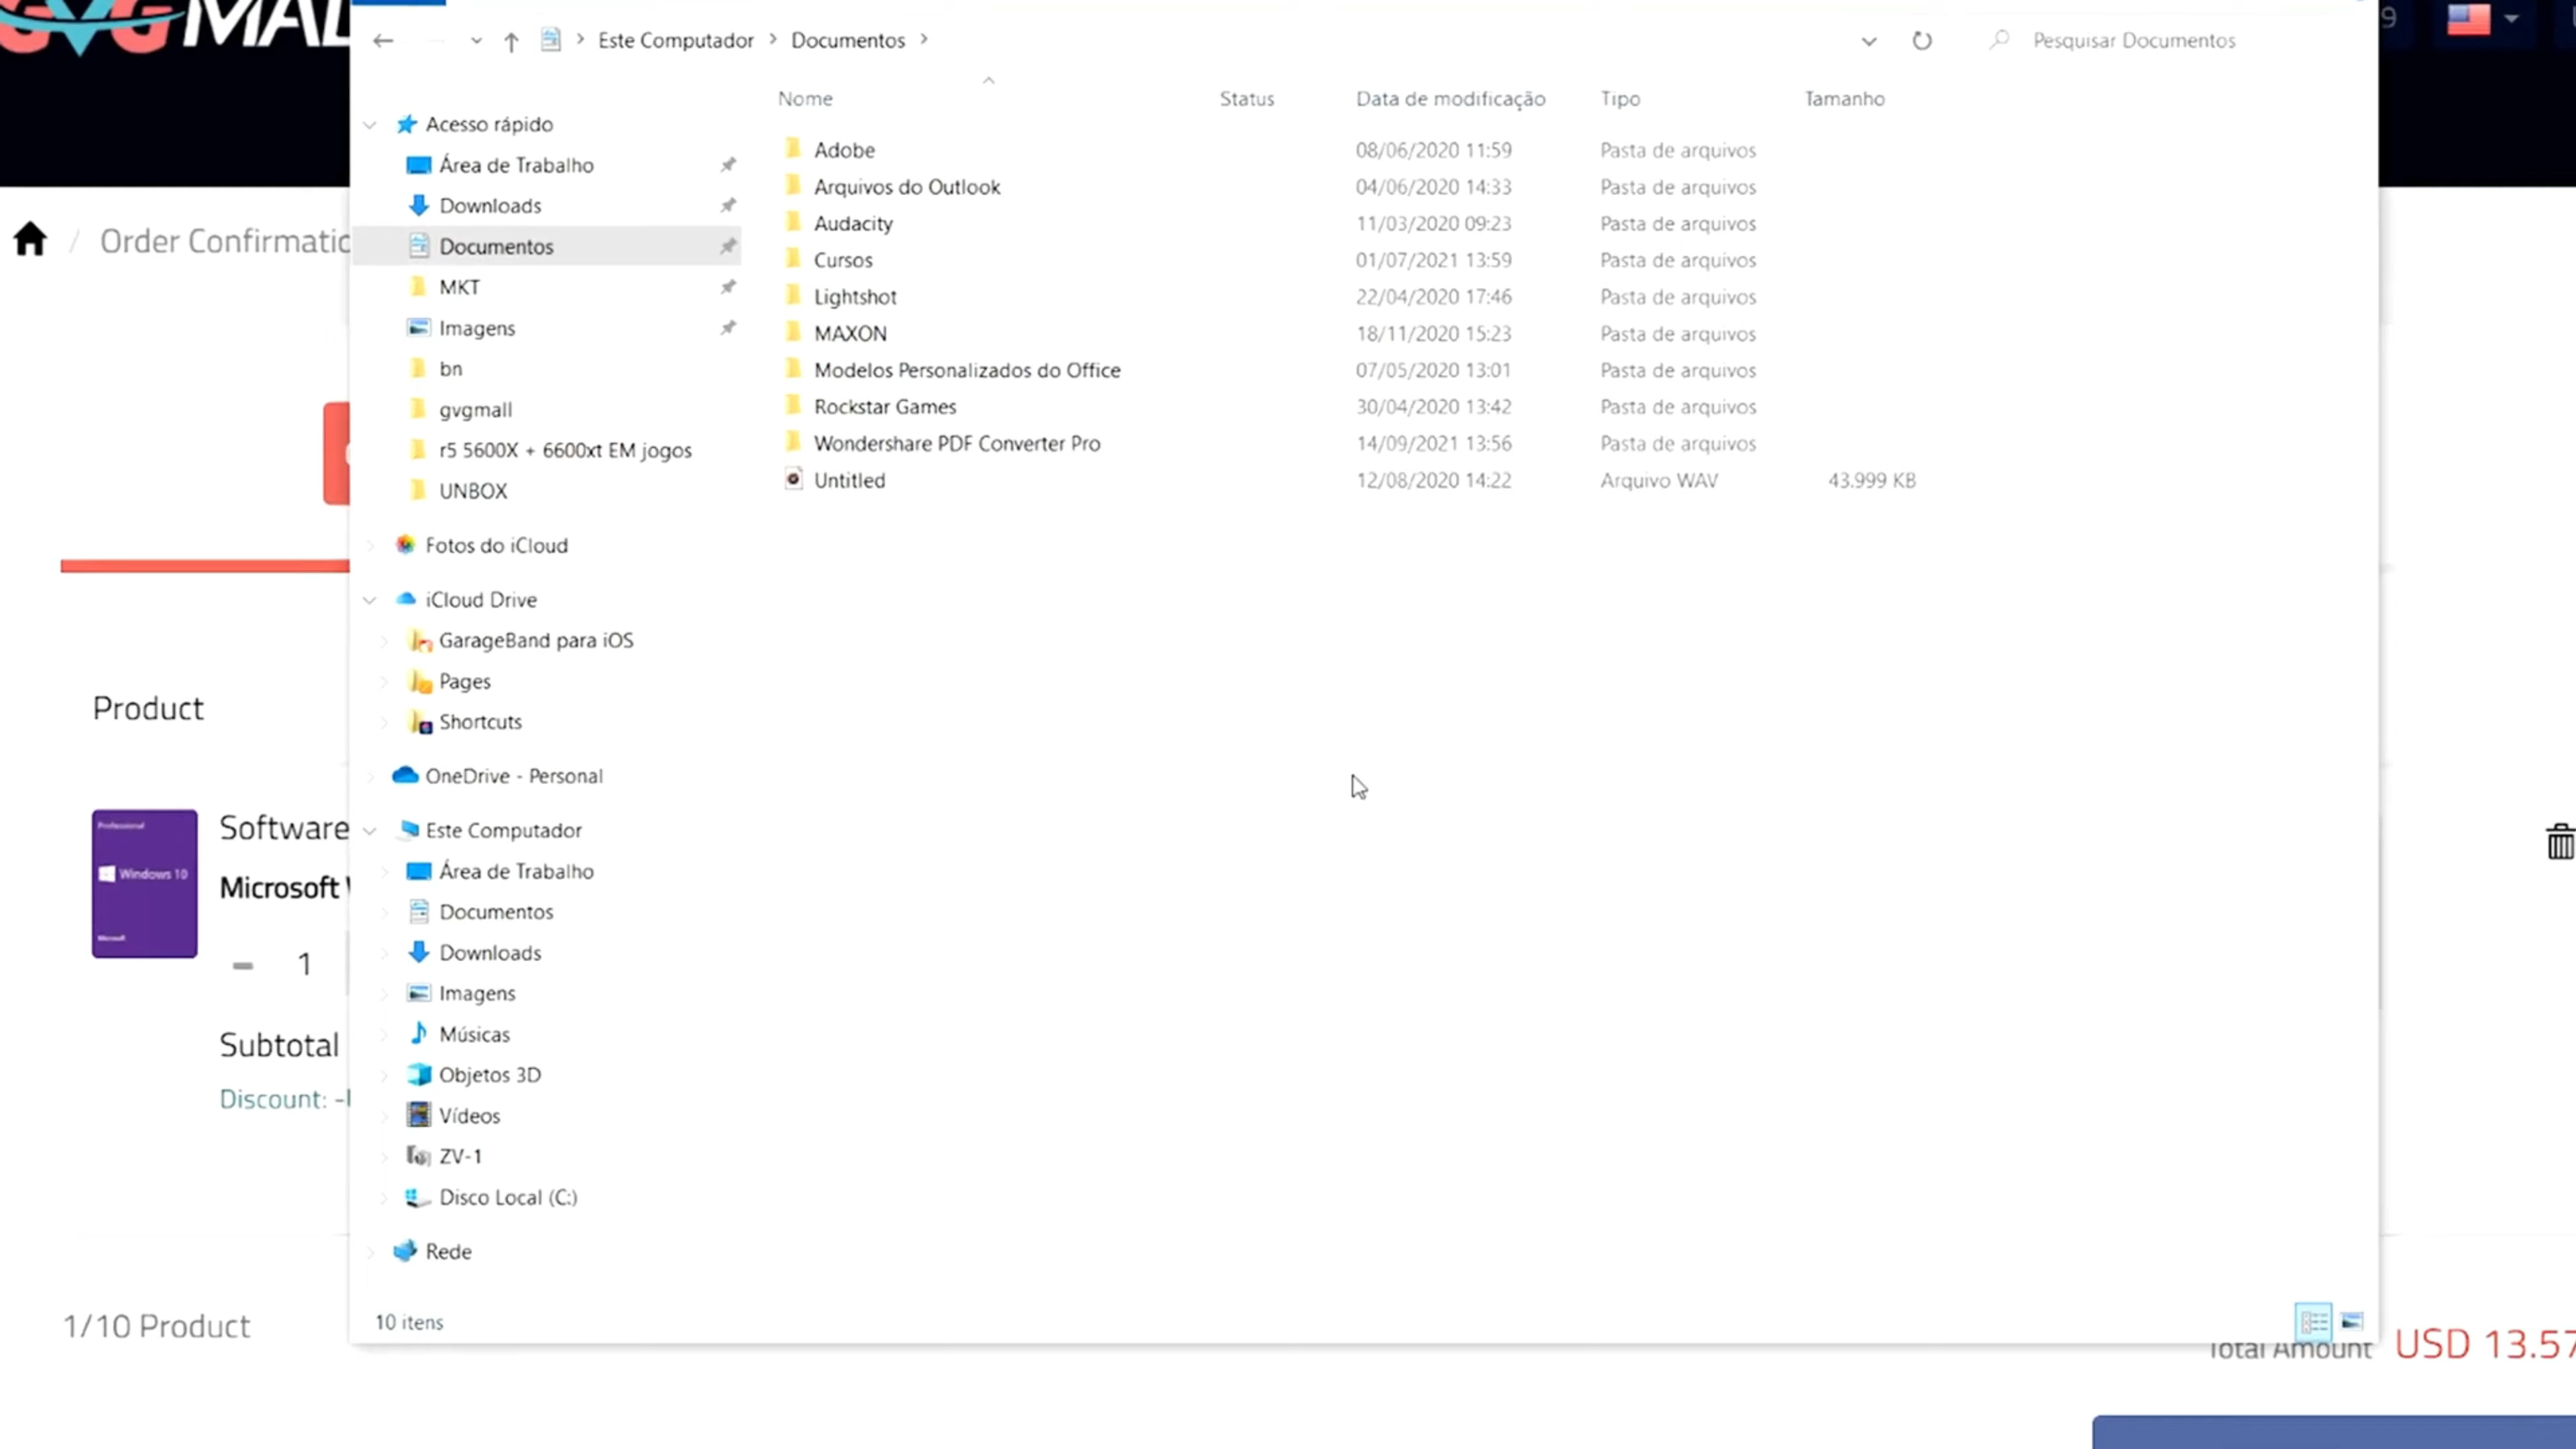 GVGMAL
Este Computador
Documentos
Pesquisar Documentos
9
Order Confirmatio
Product
Professional
Windows 10
Microsoft
Software
Microsoft
1
Subtotal
Discount: -
1/10 Product
Acesso rápido
Área de Trabalho
Downloads
Documentos
MKT
Imagens
bn
gvgmall
r5 5600X + 6600xt EM jogos
UNBOX
Fotos do iCloud
iCloud Drive
GarageBand para iOS
Pages
Shortcuts
OneDrive - Personal
Este Computador
Área de Trabalho
Documentos
Downloads
Imagens
Músicas
Objetos 3D
Vídeos
ZV-1
Disco Local (C:)
Rede
10 itens
Nome Status Data de modificação Tipo Tamanho
Adobe 08/06/2020 11:59 Pasta de arquivos
Arquivos do Outlook 04/06/2020 14:33 Pasta de arquivos
Audacity 11/03/2020 09:23 Pasta de arquivos
Cursos 01/07/2021 13:59 Pasta de arquivos
Lightshot 22/04/2020 17:46 Pasta de arquivos
MAXON 18/11/2020 15:23 Pasta de arquivos
Modelos Personalizados do Office 07/05/2020 13:01 Pasta de arquivos
Rockstar Games 30/04/2020 13:42 Pasta de arquivos
Wondershare PDF Converter Pro 14/09/2021 13:56 Pasta de arquivos
Untitled 12/08/2020 14:22 Arquivo WAV 43.999 KB
Total Amount USD 13.57